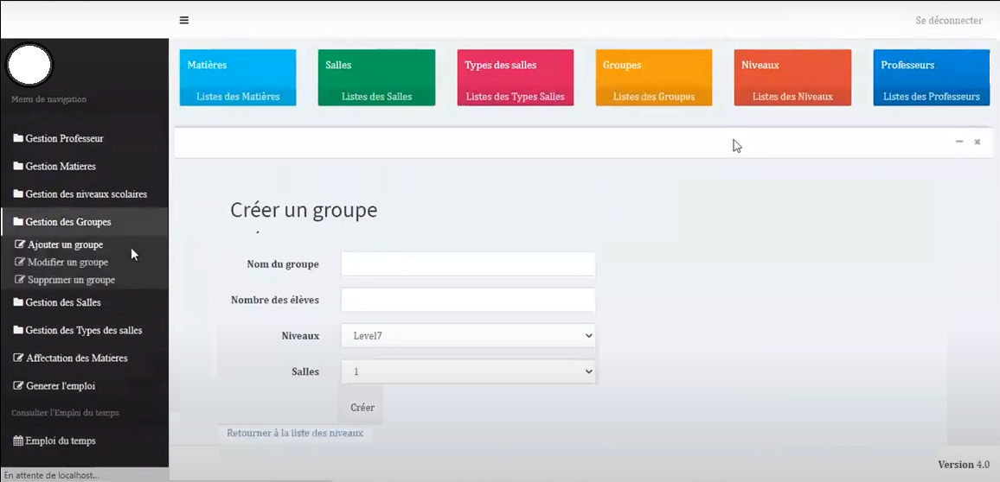 Se déconnecter
Matières
Listes des Matières
Salles
Listes des Salles
Types des salles
Listes des Types Salles
Groupes
Listes des Groupes
Niveaux
Listes des Niveaux
Professeurs
Listes des Professeurs
Menu de navigation
Gestion Professeur
Gestion Matieres
Gestion des niveaux scolaires
Gestion des Groupes
Ajouter un groupe
Modifier un groupe
Supprimer un groupe
Gestion des Salles
Gestion des Types des salles
Affectation des Matieres
Generer l'emploi
Consulter l'Emploi du temps
Emploi du temps
En attente de localhost...
Créer un groupe
Nom du groupe
Nombre des élèves
Niveaux Level7
Salles 1
Créer
Retourner à la liste des niveaux
Version 4.0